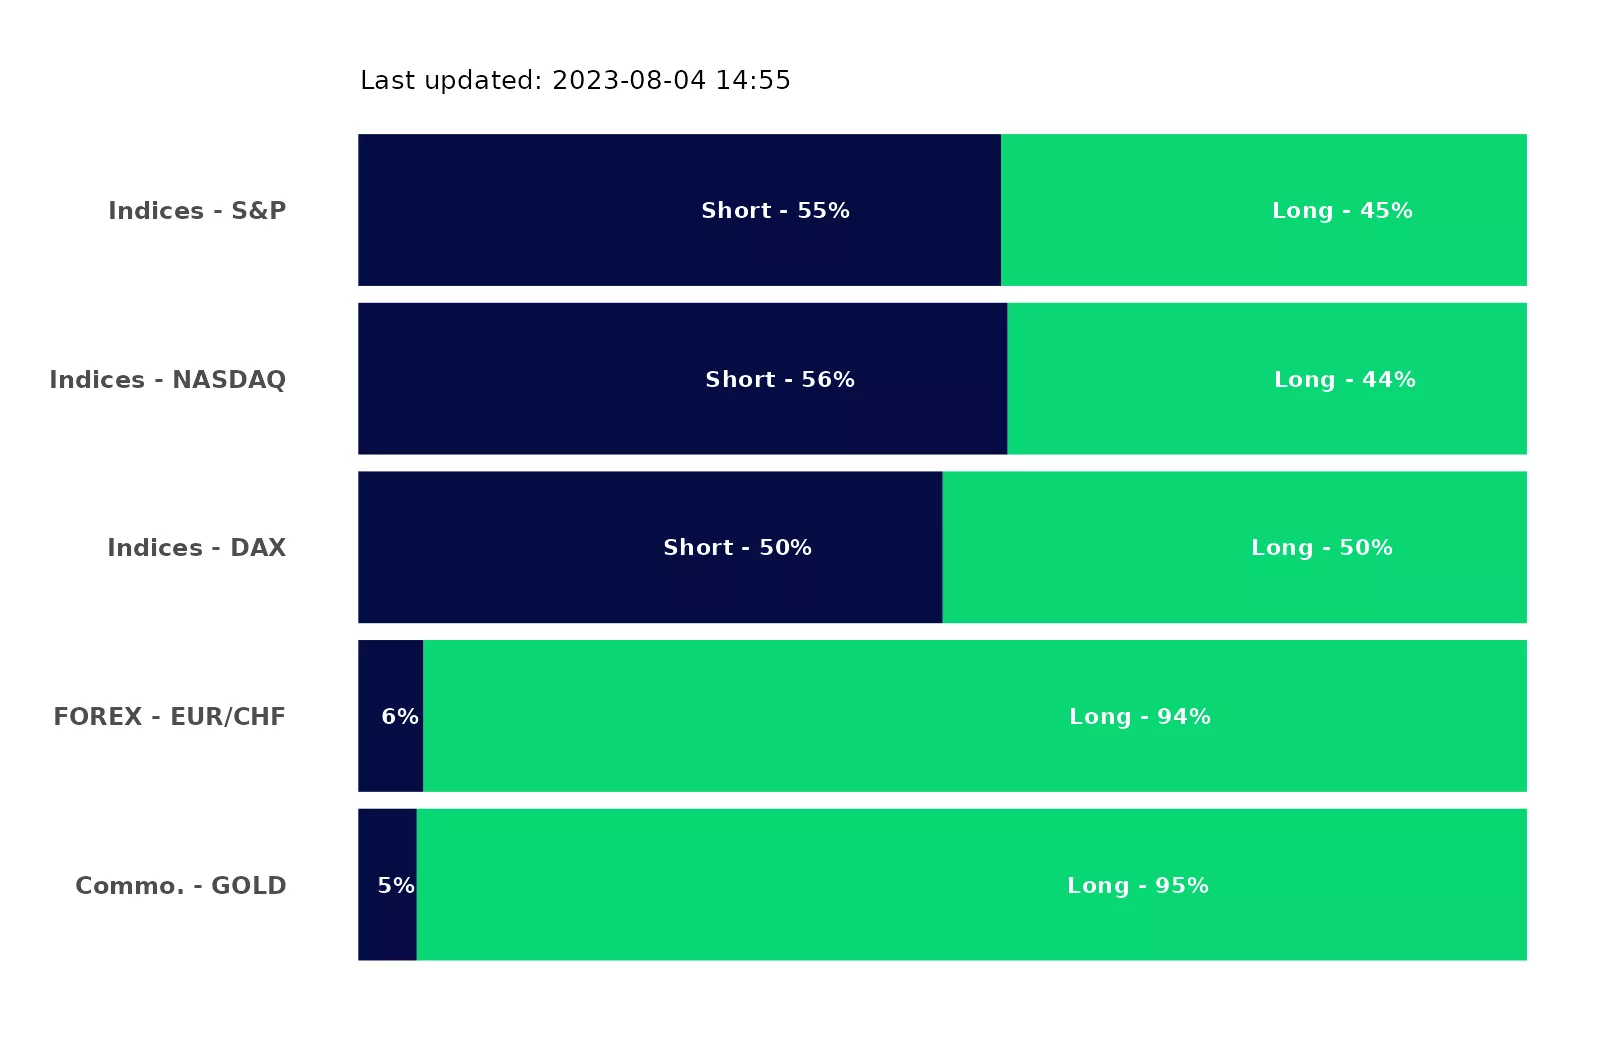 Last updated: 2023-08-04 14:55
Indices - S&P Short - 55% Long - 45%
Indices - NASDAQ Short - 56% Long - 44%
Indices - DAX Short - 50% Long - 50%
FOREX - EUR/CHF 6% Long - 94%
Commo. - GOLD 5% Long - 95%